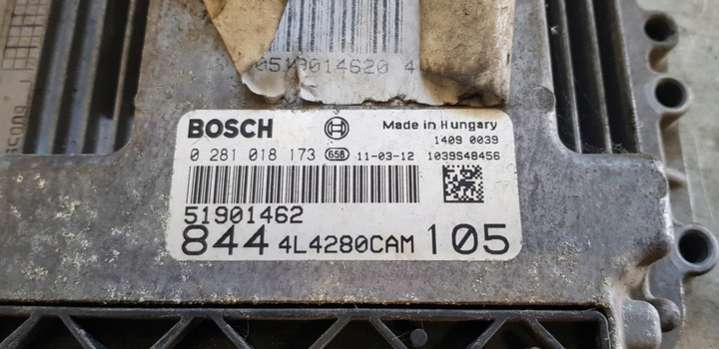 0519014620 4
BOSCH Made in Hungary
1409 0039
0 281 018 173 658 11-03-12 1039S48456
51901462
844 4L4280CAM 105